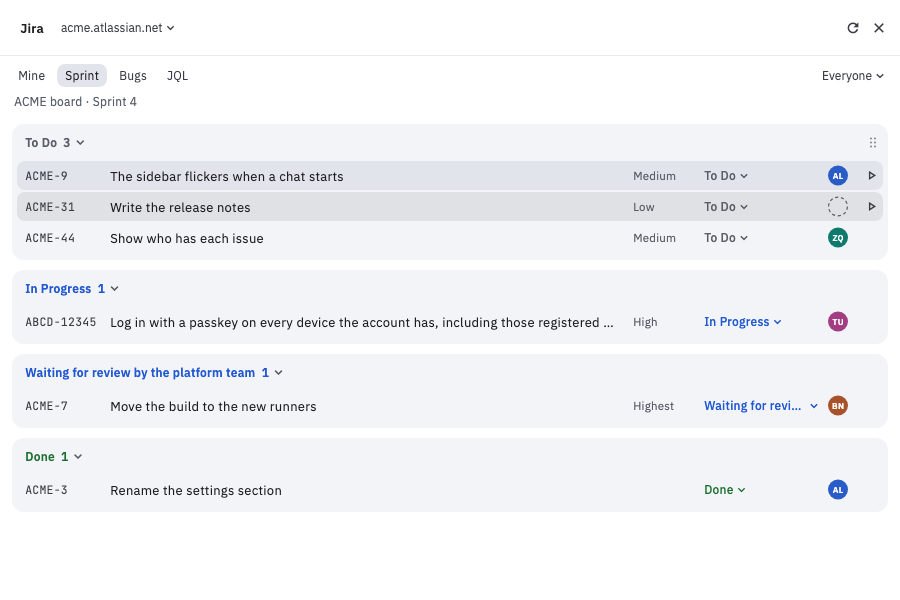 Jira acme.atlassian.net
Mine Sprint Bugs JQL Everyone
ACME board · Sprint 4
To Do 3
ACME-9 The sidebar flickers when a chat starts Medium To Do AL
ACME-31 Write the release notes Low To Do
ACME-44 Show who has each issue Medium To Do ZQ
In Progress 1
ABCD-12345 Log in with a passkey on every device the account has, including those registered ... High In Progress TU
Waiting for review by the platform team 1
ACME-7 Move the build to the new runners Highest Waiting for revi... BN
Done 1
ACME-3 Rename the settings section Done AL